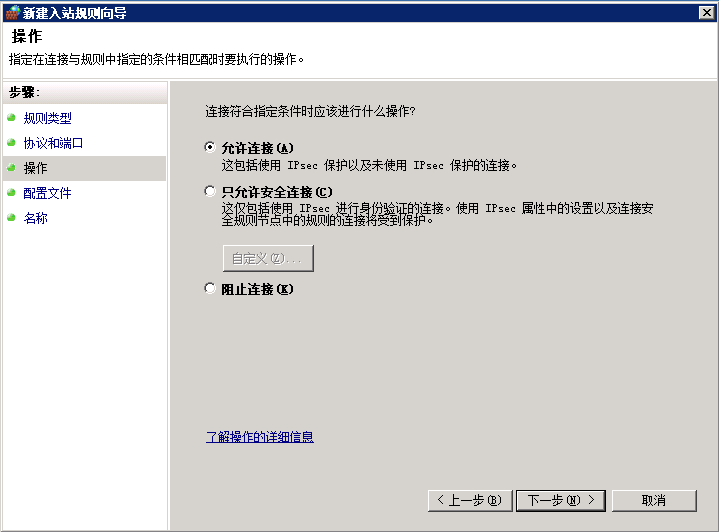 新建入站规则向导
操作
指定在连接与规则中指定的条件相匹配时要执行的操作。
步骤:
规则类型
协议和端口
操作
配置文件
名称
连接符合指定条件时应该进行什么操作?
允许连接(A)
这包括使用 IPsec 保护以及未使用 IPsec 保护的连接。
只允许安全连接(C)
这仅包括使用 IPsec 进行身份验证的连接。使用 IPsec 属性中的设置以及连接安
全规则节点中的规则的连接将受到保护。
自定义(Z)...
阻止连接(K)
了解操作的详细信息
< 上一步(B)
下一步(N) >
取消